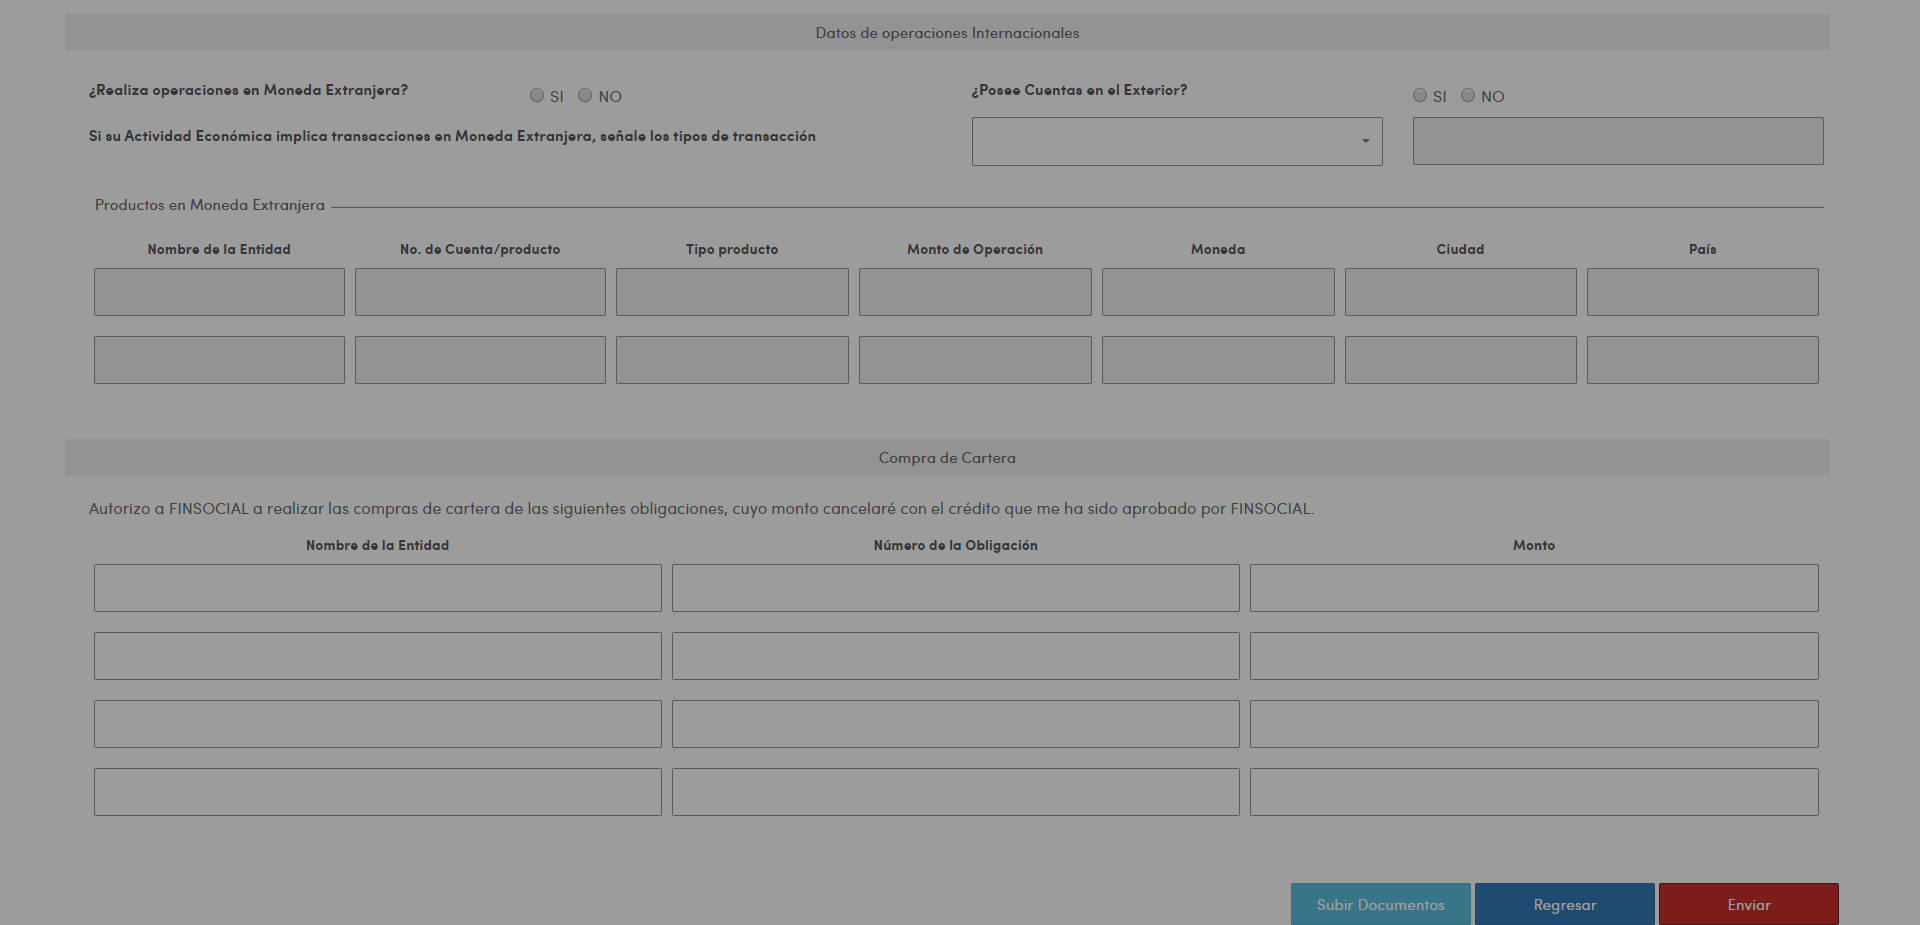 Datos de operaciones Internacionales
¿Realiza operaciones en Moneda Extranjera? SI NO ¿Posee Cuentas en el Exterior? SI NO
Si su Actividad Económica implica transacciones en Moneda Extranjera, señale los tipos de transacción
Productos en Moneda Extranjera
Nombre de la Entidad No. de Cuenta/producto Tipo producto Monto de Operación Moneda Ciudad País
Compra de Cartera
Autorizo a FINSOCIAL a realizar las compras de cartera de las siguientes obligaciones, cuyo monto cancelaré con el crédito que me ha sido aprobado por FINSOCIAL.
Nombre de la Entidad Número de la Obligación Monto
Subir Documentos Regresar Enviar